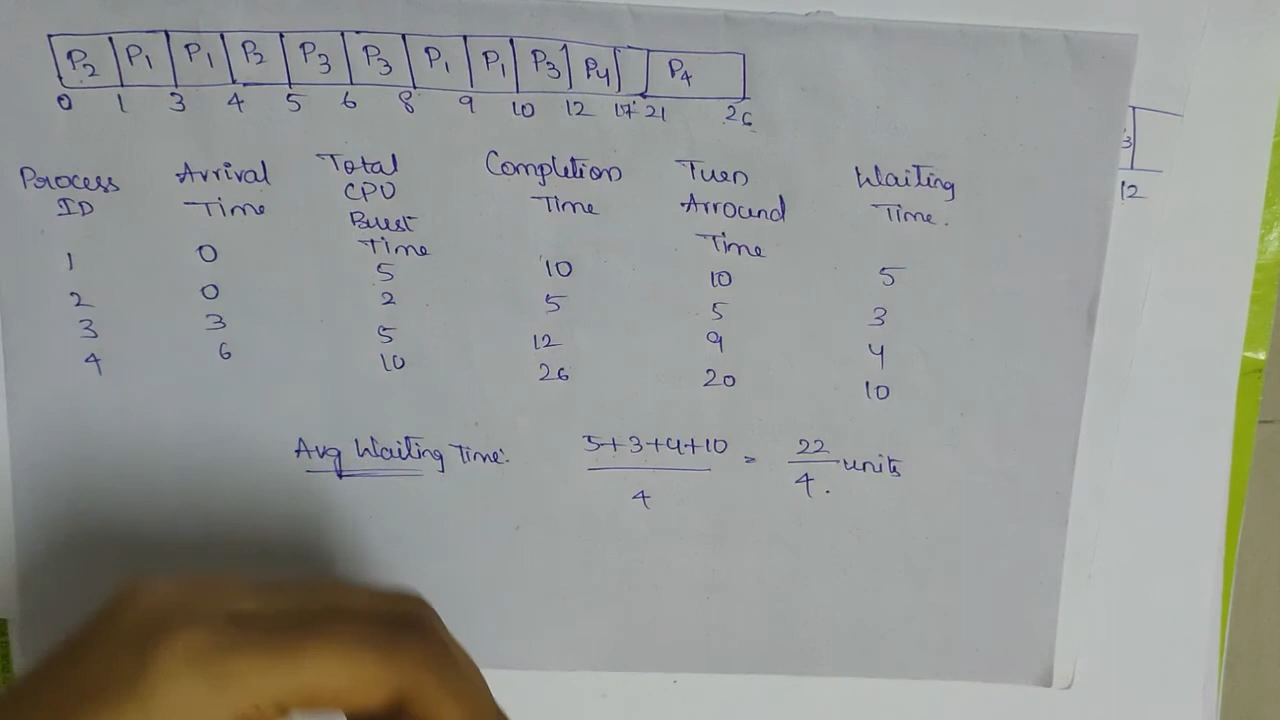 P2 P1 P1 P2 P3 P3 P1 P1 P3 P4 P4
0 1 3 4 5 6 8 9 10 12 17 21 26
3
12
Process Arrival Total Completion Turn Waiting
ID Time CPU Time Arround Time.
Burst Time
Time
1 0 5 10 10 5
2 0 2 5 5 3
3 3 5 12 9 4
4 6 10 26 20 10
Avg Waiting Time: 5+3+4+10 = 22 units
4 4.